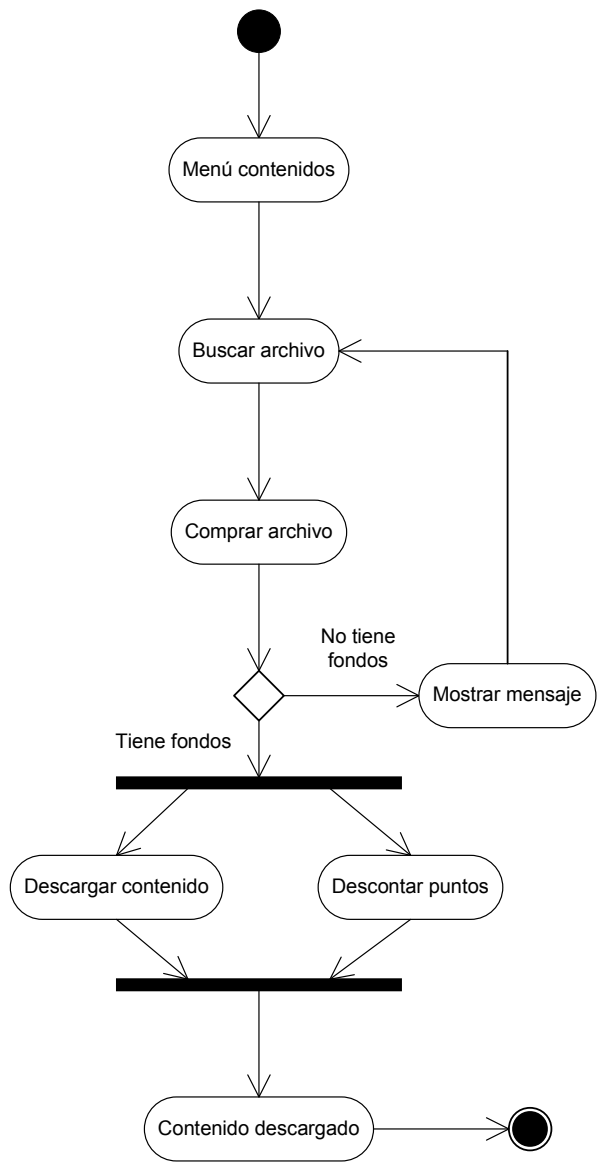 Menú contenidos
Buscar archivo
Comprar archivo
No tiene
fondos
Mostrar mensaje
Tiene fondos
Descargar contenido
Descontar puntos
Contenido descargado